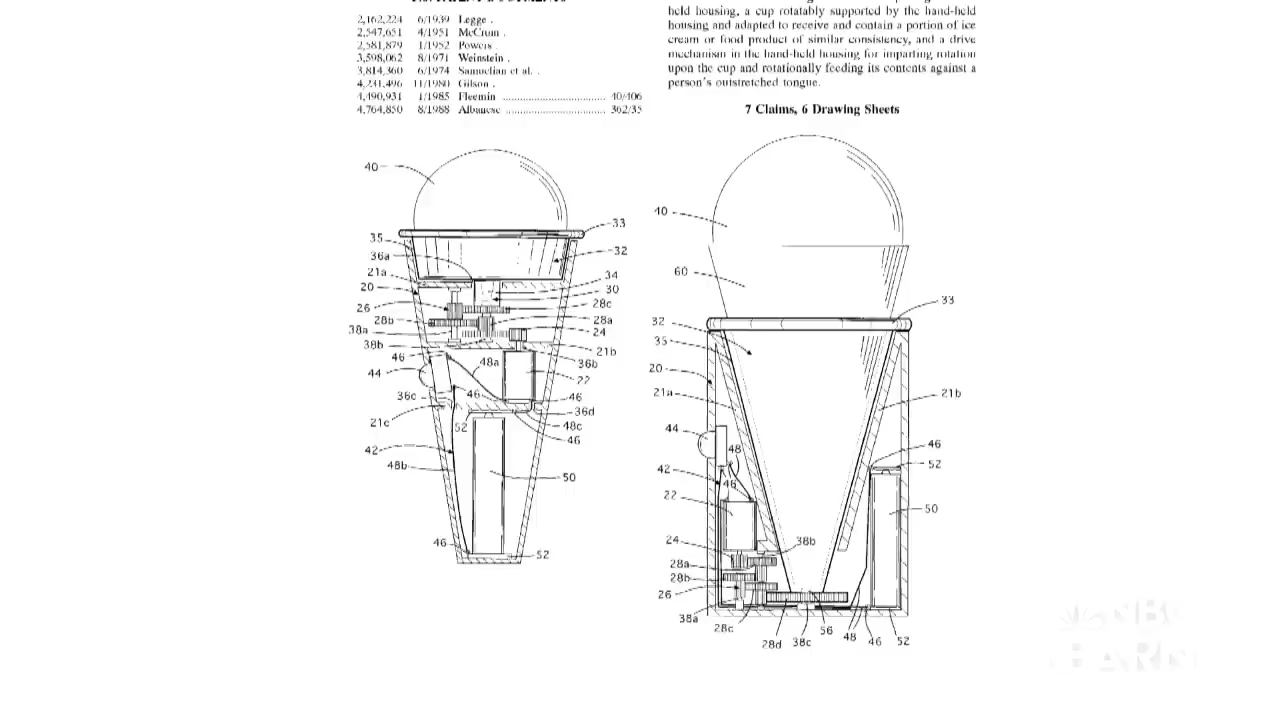 2,162,224 6/1939 Legge .
2,547,651 4/1951 McCrum .
2,581,879 1/1952 Powers .
3,598,062 8/1971 Weinstein .
3,814,360 6/1974 Samuelian et al. .
4,231,496 11/1980 Gilson .
4,490,931 1/1985 Fleemin ........................ 40/406
4,764,850 8/1988 Albanese ........................ 362/35
held housing, a cup rotatably supported by the hand-held
housing and adapted to receive and contain a portion of ice
cream or food product of similar consistency, and a drive
mechanism in the hand-held housing for imparting rotation
upon the cup and rotationally feeding its contents against a
person's outstretched tongue.
7 Claims, 6 Drawing Sheets
40
33
35
32
36a
21a
34
20
30
26
28c
28b
28a
38a
24
38b
21b
46
48a
36b
44
22
36c
46
46
36d
21c
52
48c
46
42
48b
50
46
52
40
60
33
32
35
20
21a
21b
44
48
46
42
52
46
22
50
24
38b
28a
28b
26
38a
28c
56
28d
38c
48
46
52
NBC
LEARN